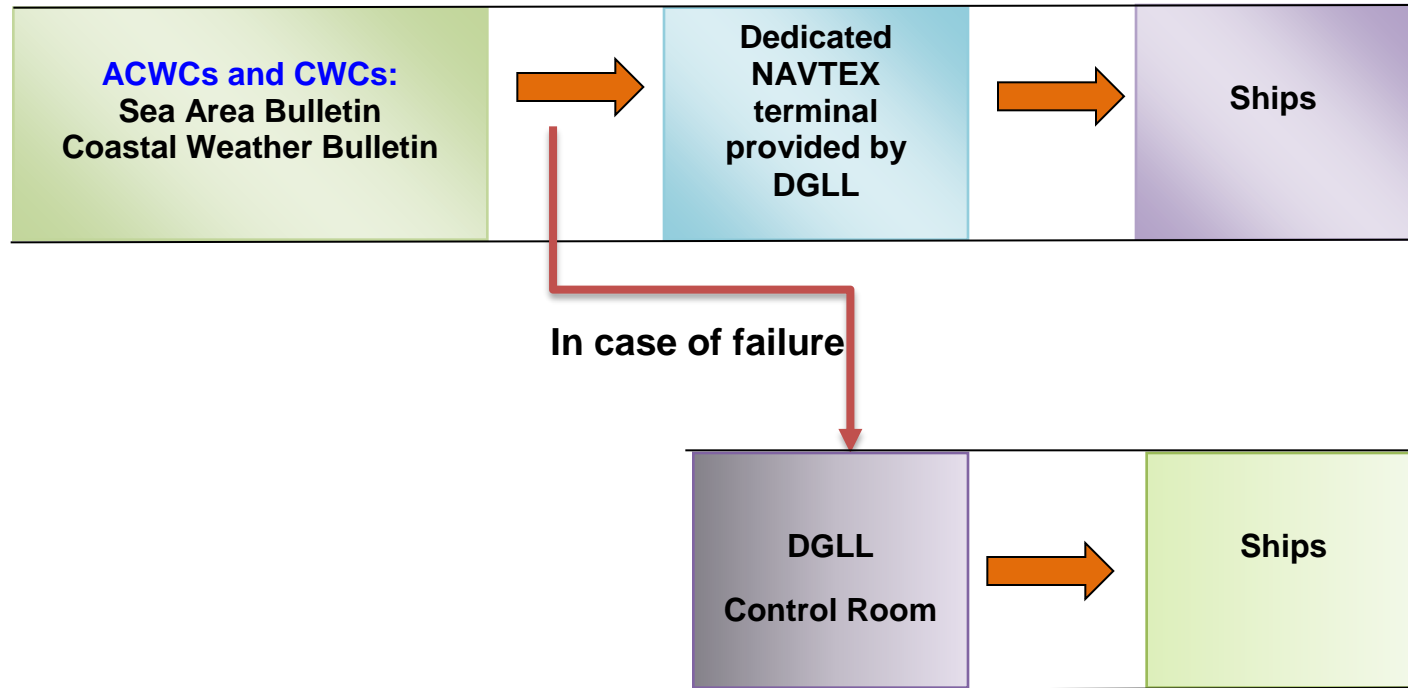 ACWCs and CWCs:
Sea Area Bulletin
Coastal Weather Bulletin
Dedicated
NAVTEX
terminal
provided by
DGLL
Ships
In case of failure
DGLL
Control Room
Ships